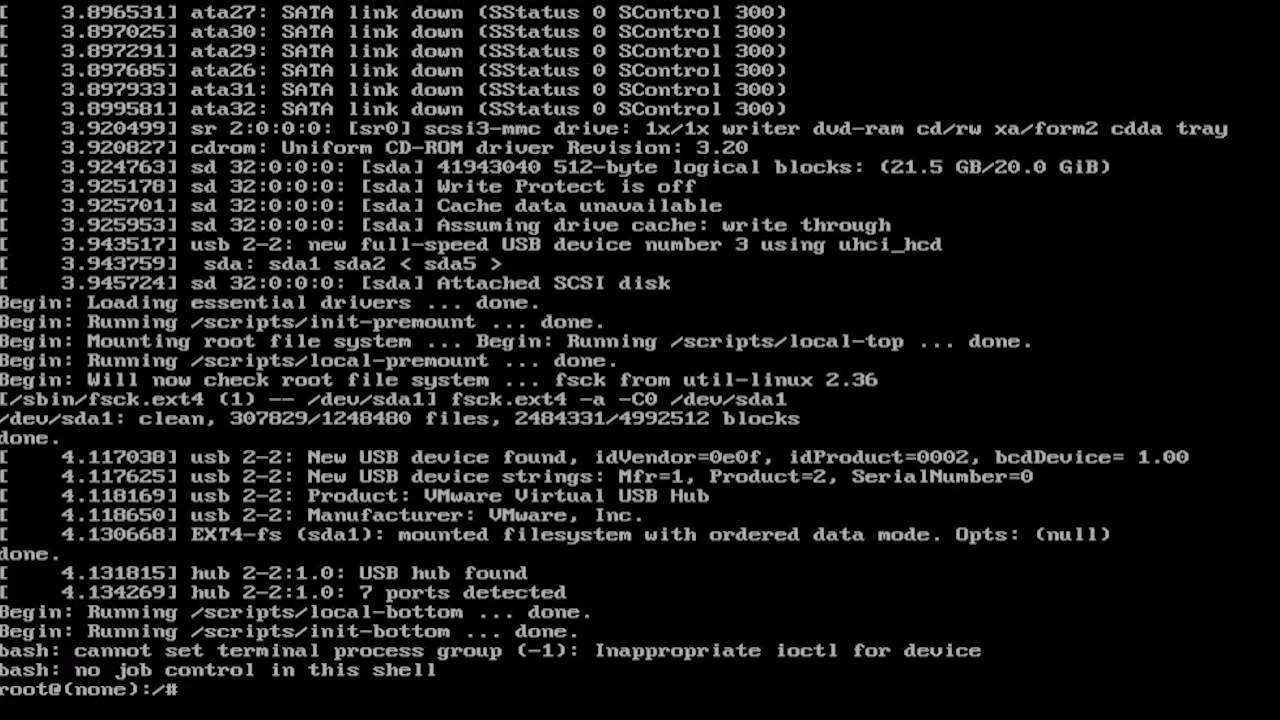 [    3.896531] ata27: SATA link down (SStatus 0 SControl 300)
[    3.897025] ata30: SATA link down (SStatus 0 SControl 300)
[    3.897291] ata29: SATA link down (SStatus 0 SControl 300)
[    3.897685] ata26: SATA link down (SStatus 0 SControl 300)
[    3.897933] ata31: SATA link down (SStatus 0 SControl 300)
[    3.899581] ata32: SATA link down (SStatus 0 SControl 300)
[    3.920499] sr 2:0:0:0: [sr0] scsi3-mmc drive: 1x/1x writer dvd-ram cd/rw xa/form2 cdda tray
[    3.920827] cdrom: Uniform CD-ROM driver Revision: 3.20
[    3.924763] sd 32:0:0:0: [sda] 41943040 512-byte logical blocks: (21.5 GB/20.0 GiB)
[    3.925178] sd 32:0:0:0: [sda] Write Protect is off
[    3.925701] sd 32:0:0:0: [sda] Cache data unavailable
[    3.925953] sd 32:0:0:0: [sda] Assuming drive cache: write through
[    3.943517] usb 2-2: new full-speed USB device number 3 using uhci_hcd
[    3.943759]  sda: sda1 sda2 < sda5 >
[    3.945724] sd 32:0:0:0: [sda] Attached SCSI disk
Begin: Loading essential drivers ... done.
Begin: Running /scripts/init-premount ... done.
Begin: Mounting root file system ... Begin: Running /scripts/local-top ... done.
Begin: Running /scripts/local-premount ... done.
Begin: Will now check root file system ... fsck from util-linux 2.36
[/sbin/fsck.ext4 (1) -- /dev/sda1] fsck.ext4 -a -C0 /dev/sda1
/dev/sda1: clean, 307829/1248480 files, 2484331/4992512 blocks
done.
[    4.117038] usb 2-2: New USB device found, idVendor=0e0f, idProduct=0002, bcdDevice= 1.00
[    4.117625] usb 2-2: New USB device strings: Mfr=1, Product=2, SerialNumber=0
[    4.118169] usb 2-2: Product: VMware Virtual USB Hub
[    4.118650] usb 2-2: Manufacturer: VMware, Inc.
[    4.130668] EXT4-fs (sda1): mounted filesystem with ordered data mode. Opts: (null)
done.
[    4.131815] hub 2-2:1.0: USB hub found
[    4.134269] hub 2-2:1.0: 7 ports detected
Begin: Running /scripts/local-bottom ... done.
Begin: Running /scripts/init-bottom ... done.
bash: cannot set terminal process group (-1): Inappropriate ioctl for device
bash: no job control in this shell
root@(none):/#